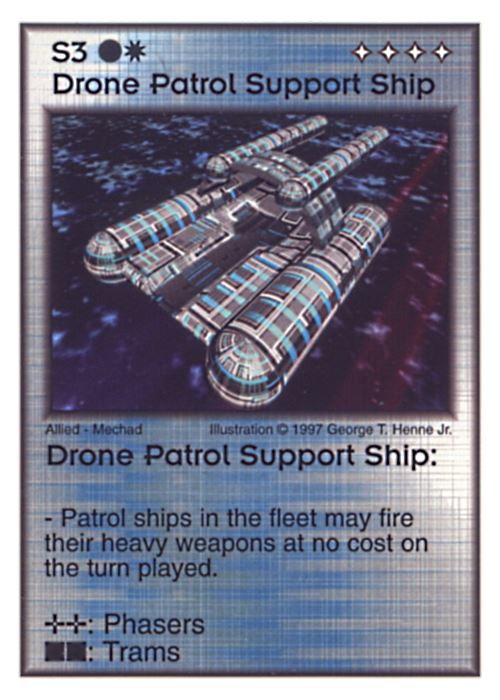 S3
Drone Patrol Support Ship
Allied - Mechad Illustration © 1997 George T. Henne Jr.
Drone Patrol Support Ship:
- Patrol ships in the fleet may fire
their heavy weapons at no cost on
the turn played.
: Phasers
: Trams